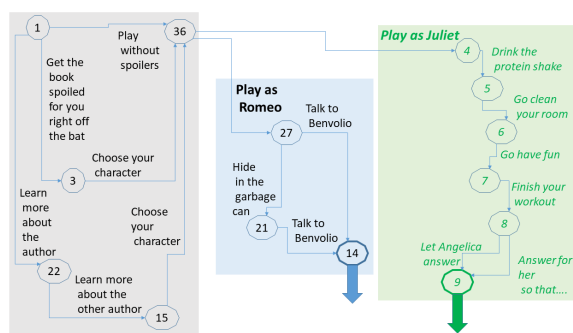 1
36
Play
without
spoilers
Get the
book
spoiled
for you
right off
the bat
Choose your
character
3
Learn
more
about
the
author
Choose
your
character
22
Learn more
about the
other author
15
Play as
Romeo
Talk to
Benvolio
27
Hide
in the
garbage
can
21
Talk to
Benvolio
14
Play as Juliet
4
Drink the
protein shake
5
Go clean
your room
6
Go have fun
7
Finish your
workout
8
Let Angelica
answer
Answer for
her
so that....
9